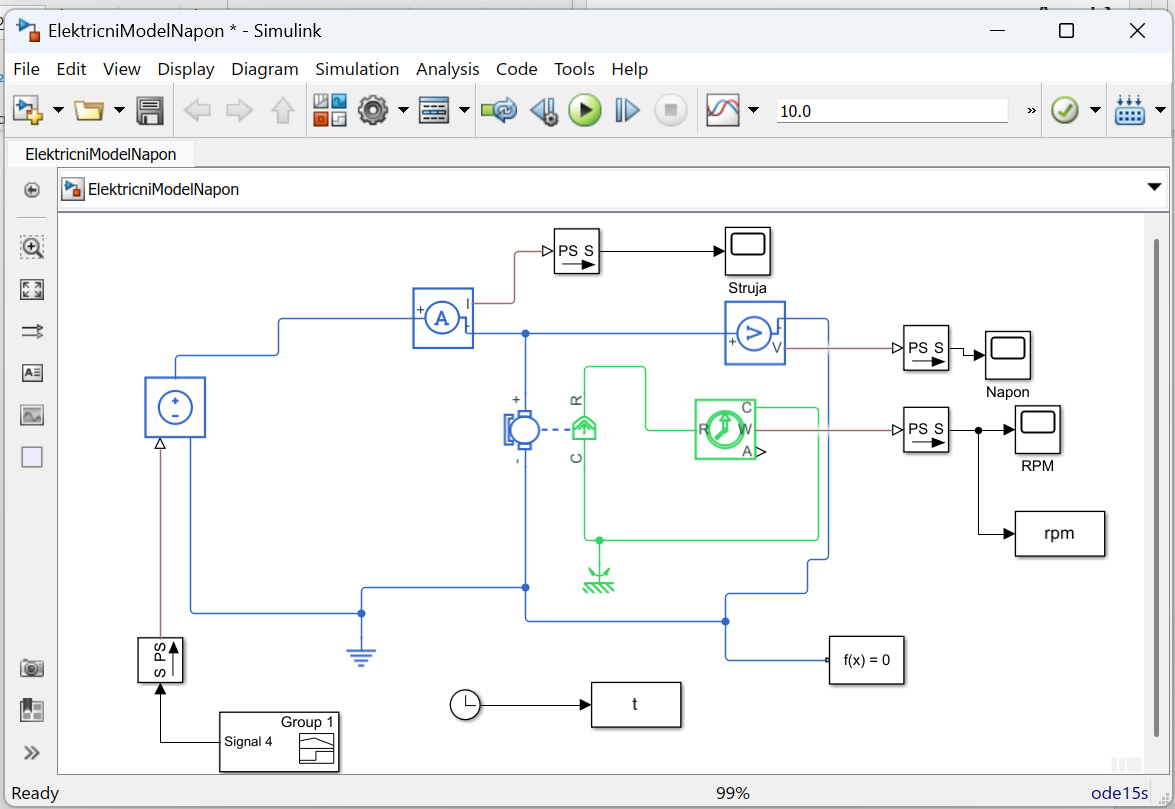 ElektricniModelNapon * - Simulink
File Edit View Display Diagram Simulation Analysis Code Tools Help
10.0 »
ElektricniModelNapon
ElektricniModelNapon
PS S
Struja
+ A I
-
+ V
-
PS S
Napon
+
-
+
-
R
C
R C W A
PS S
RPM
rpm
S PS
f(x) = 0
t
Group 1
Signal 4
Ready 99% ode15s